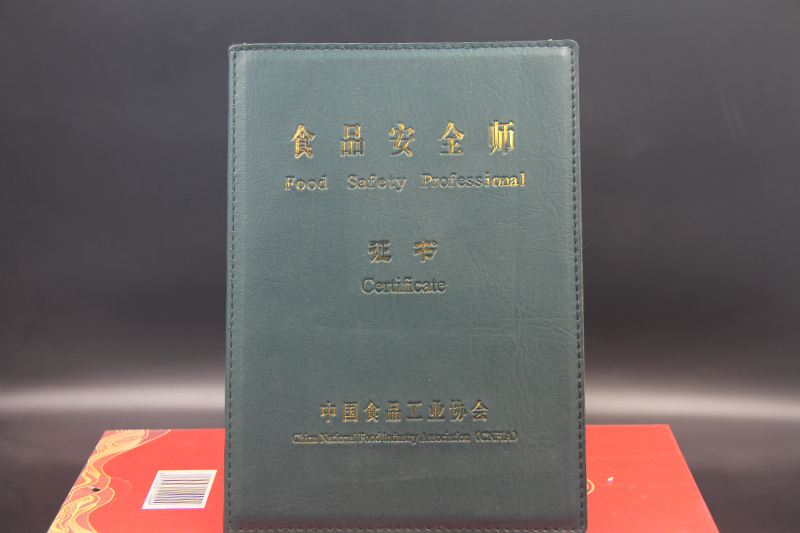 食品安全师
Food Safety Professional
证书
Certificate
中国食品工业协会
China National Food Industry Association (CNFIA)